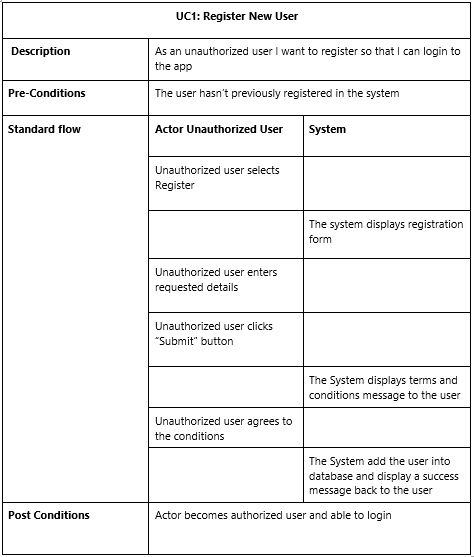 UC1: Register New User
Description
As an unauthorized user I want to register so that I can login to
the app
Pre-Conditions
The user hasn’t previously registered in the system
Standard flow
Actor Unauthorized User
System
Unauthorized user selects
Register
The system displays registration
form
Unauthorized user enters
requested details
Unauthorized user clicks
“Submit” button
The System displays terms and
conditions message to the user
Unauthorized user agrees to
the conditions
The System add the user into
database and display a success
message back to the user
Post Conditions
Actor becomes authorized user and able to login